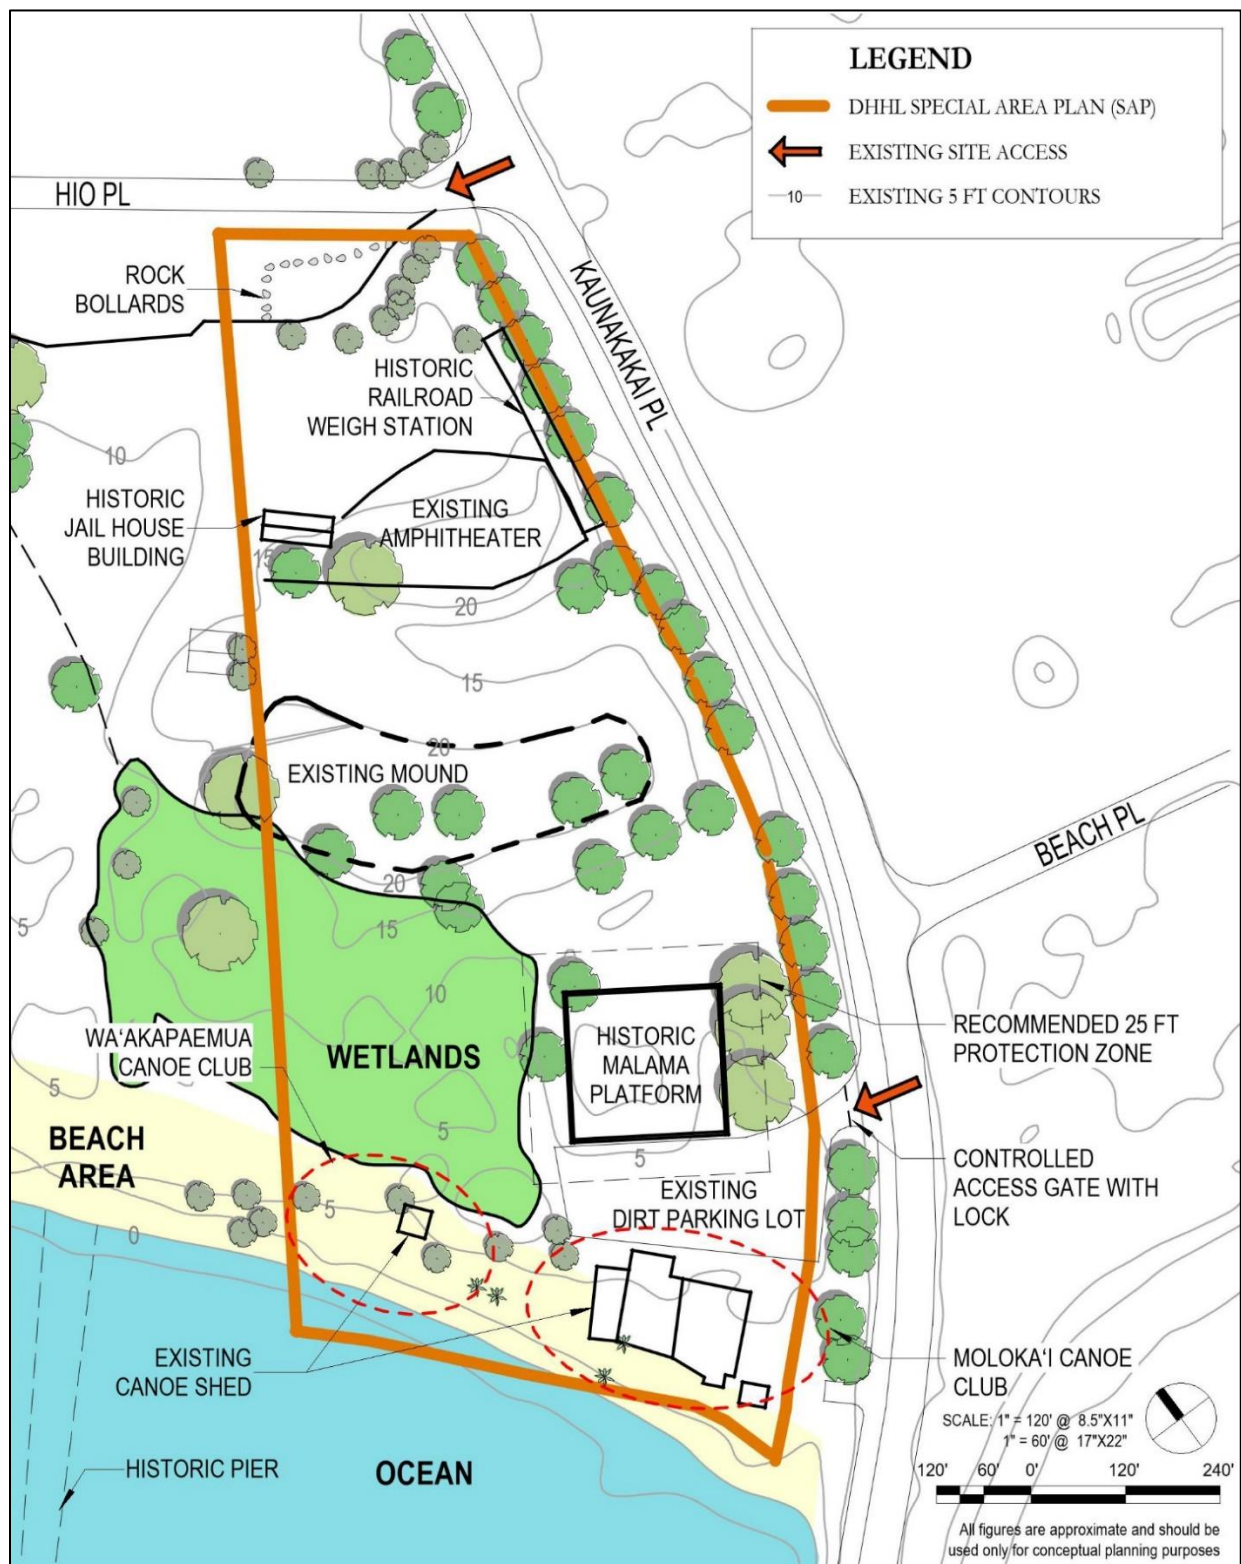 LEGEND
DHHL SPECIAL AREA PLAN (SAP)
EXISTING SITE ACCESS
10 EXISTING 5 FT CONTOURS
HIO PL
KAUNAKAKAI PL
ROCK
BOLLARDS
HISTORIC
RAILROAD
WEIGH STATION
10
HISTORIC
JAIL HOUSE
BUILDING
EXISTING
AMPHITHEATER
15
20
15
20
EXISTING MOUND
BEACH PL
20
15
5
10
WA‘AKAPAEMUA
CANOE CLUB
WETLANDS
HISTORIC
MALAMA
PLATFORM
RECOMMENDED 25 FT
PROTECTION ZONE
5
5
5
BEACH
AREA
CONTROLLED
ACCESS GATE WITH
LOCK
EXISTING
DIRT PARKING LOT
5
0
EXISTING
CANOE SHED
MOLOKA‘I CANOE
CLUB
SCALE: 1" = 120' @ 8.5"X11"
1" = 60' @ 17"X22"
HISTORIC PIER
OCEAN
120' 60' 0' 120' 240'
All figures are approximate and should be
used only for conceptual planning purposes